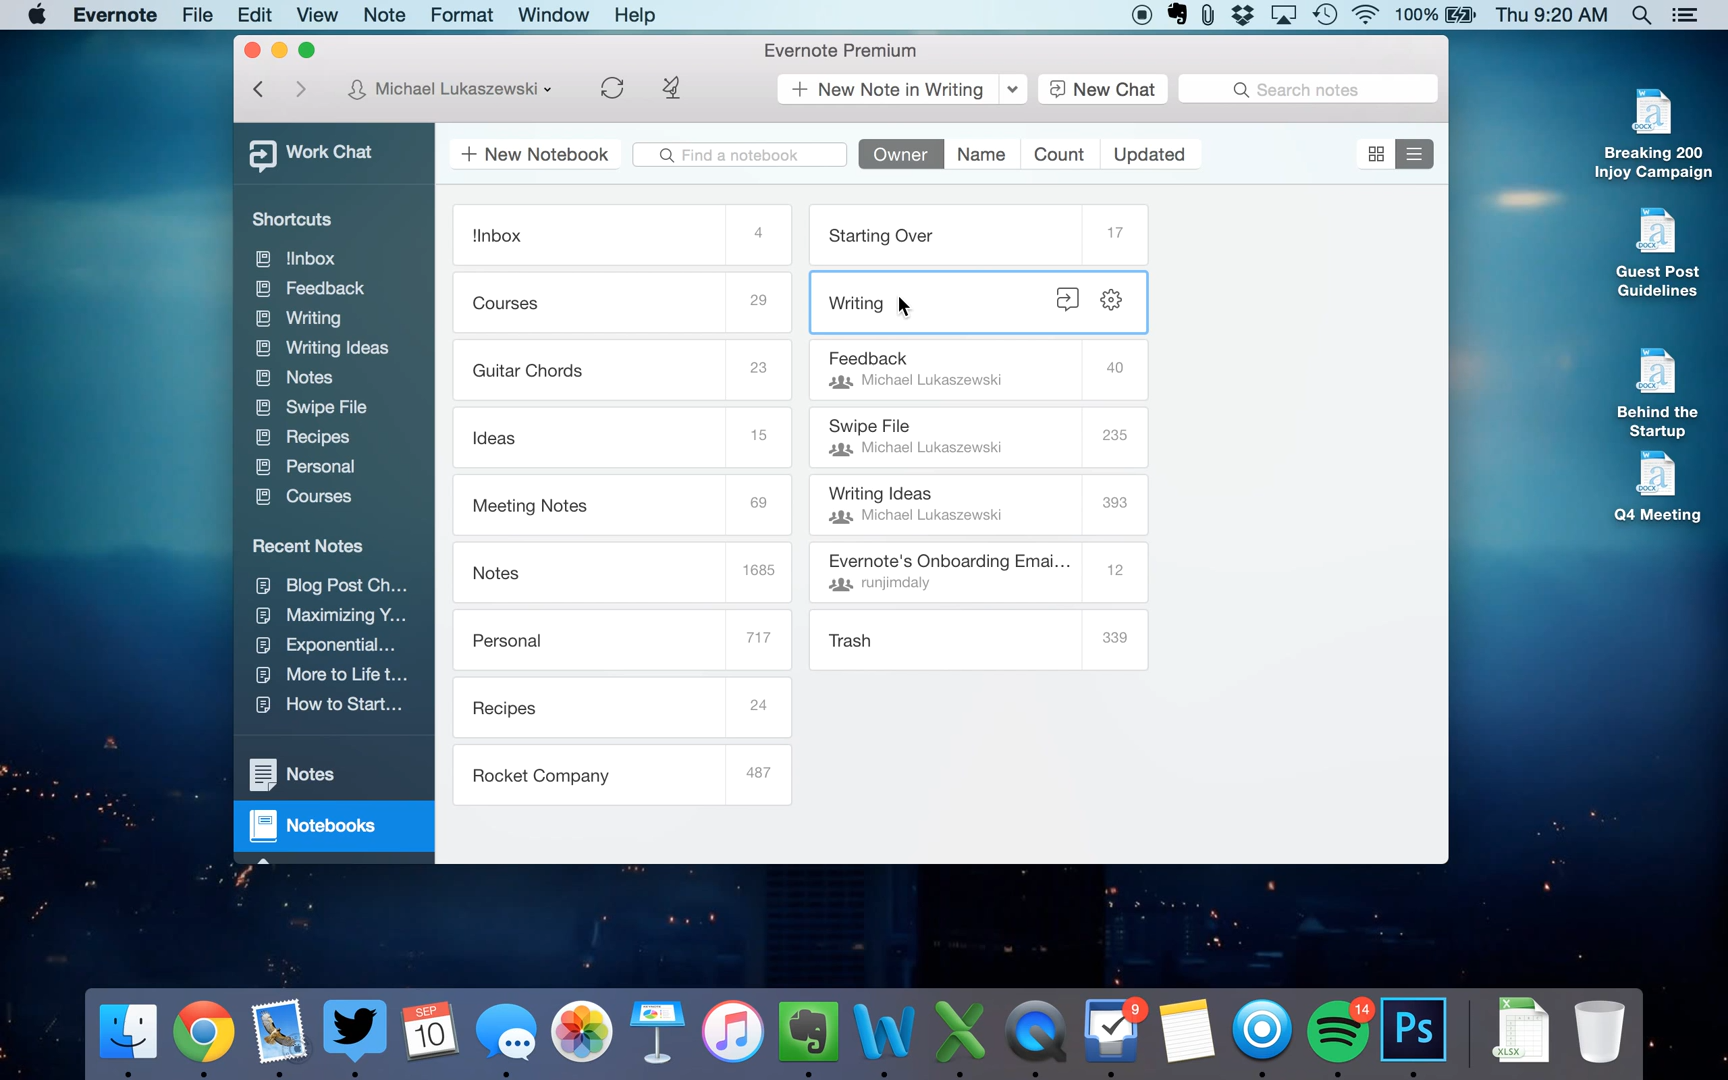 Evernote File Edit View Note Format Window Help
100% Thu 9:20 AM
Evernote Premium
Michael Lukaszewski
+ New Note in Writing
New Chat
Search notes
Work Chat
+ New Notebook
Find a notebook
Owner Name Count Updated
Shortcuts
!Inbox
Feedback
Writing
Writing Ideas
Notes
Swipe File
Recipes
Personal
Courses
Recent Notes
Blog Post Ch...
Maximizing Y...
Exponential...
More to Life t...
How to Start...
Notes
Notebooks
!Inbox 4
Courses 29
Guitar Chords 23
Ideas 15
Meeting Notes 69
Notes 1685
Personal 717
Recipes 24
Rocket Company 487
Starting Over 17
Writing
Feedback 40
Michael Lukaszewski
Swipe File 235
Michael Lukaszewski
Writing Ideas 393
Michael Lukaszewski
Evernote's Onboarding Emai... 12
runjimdaly
Trash 339
DOCX
Breaking 200
Injoy Campaign
DOCX
Guest Post
Guidelines
DOCX
Behind the
Startup
DOCX
Q4 Meeting
SEP
10
9
14
Ps
XLSX